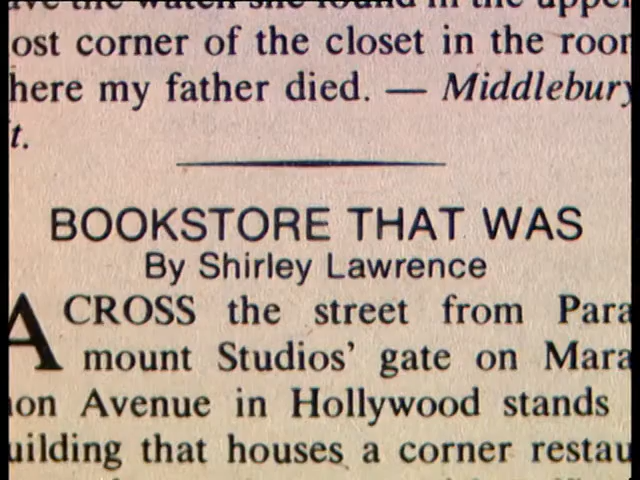 ost corner of the closet in the roor
here my father died. — Middlebury
t.
BOOKSTORE THAT WAS
By Shirley Lawrence
ACROSS the street from Para
mount Studios' gate on Mara
on Avenue in Hollywood stands
uilding that houses a corner restau